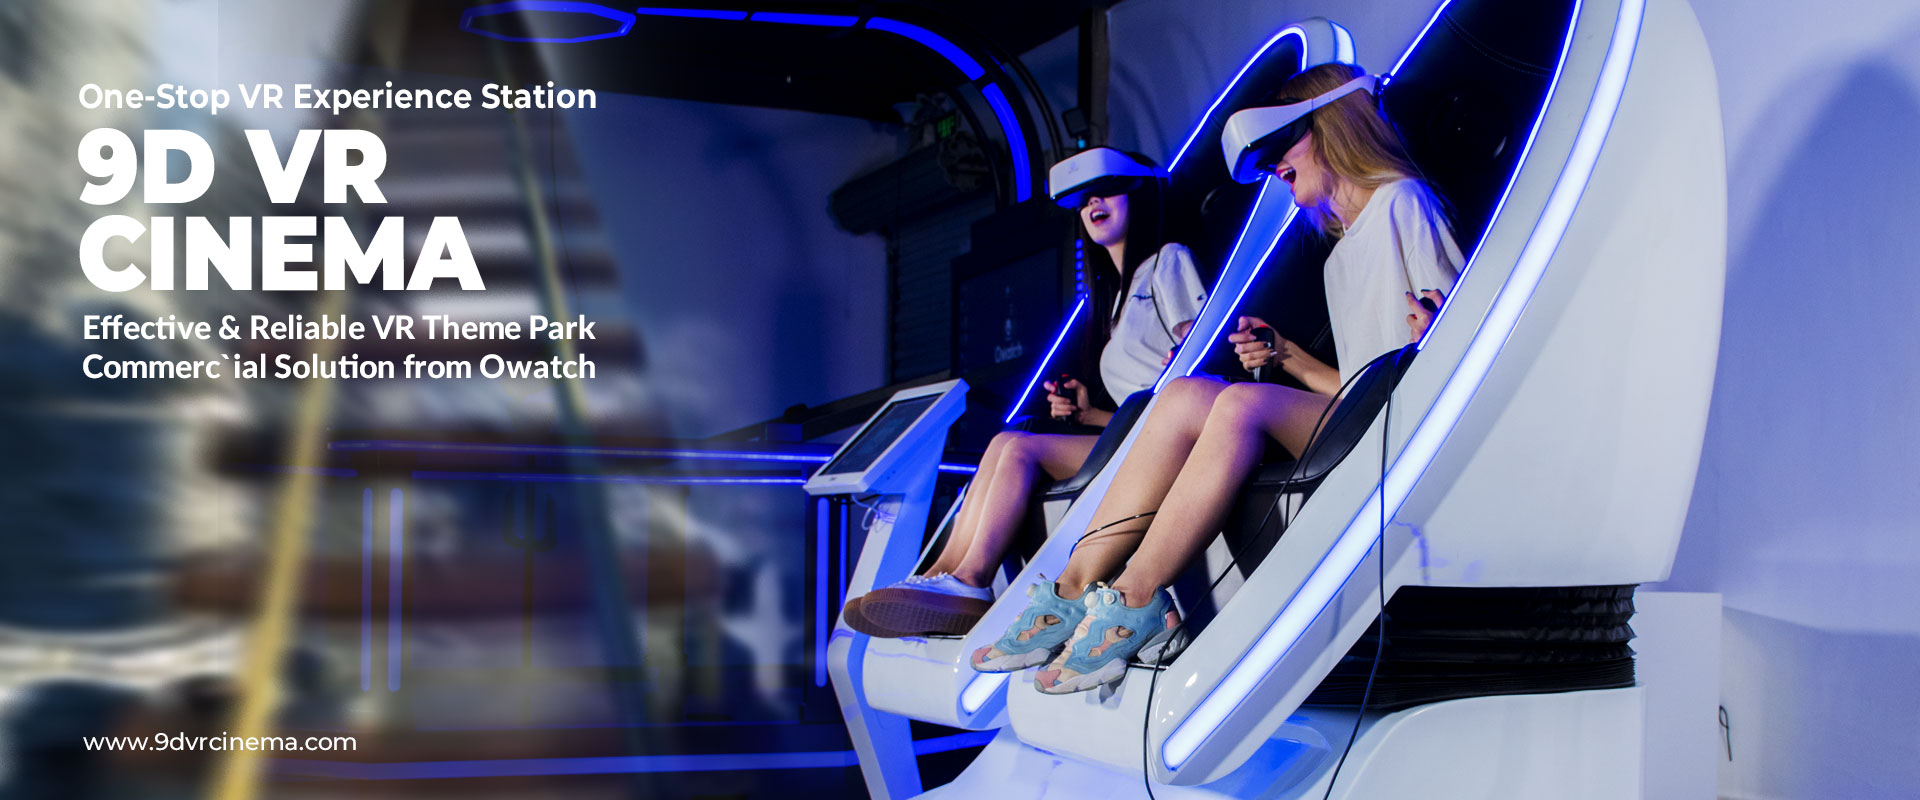 One-Stop VR Experience Station
9D VR
CINEMA
Effective & Reliable VR Theme Park
Commerc`ial Solution from Owatch
www.9dvrcinema.com
Owatch